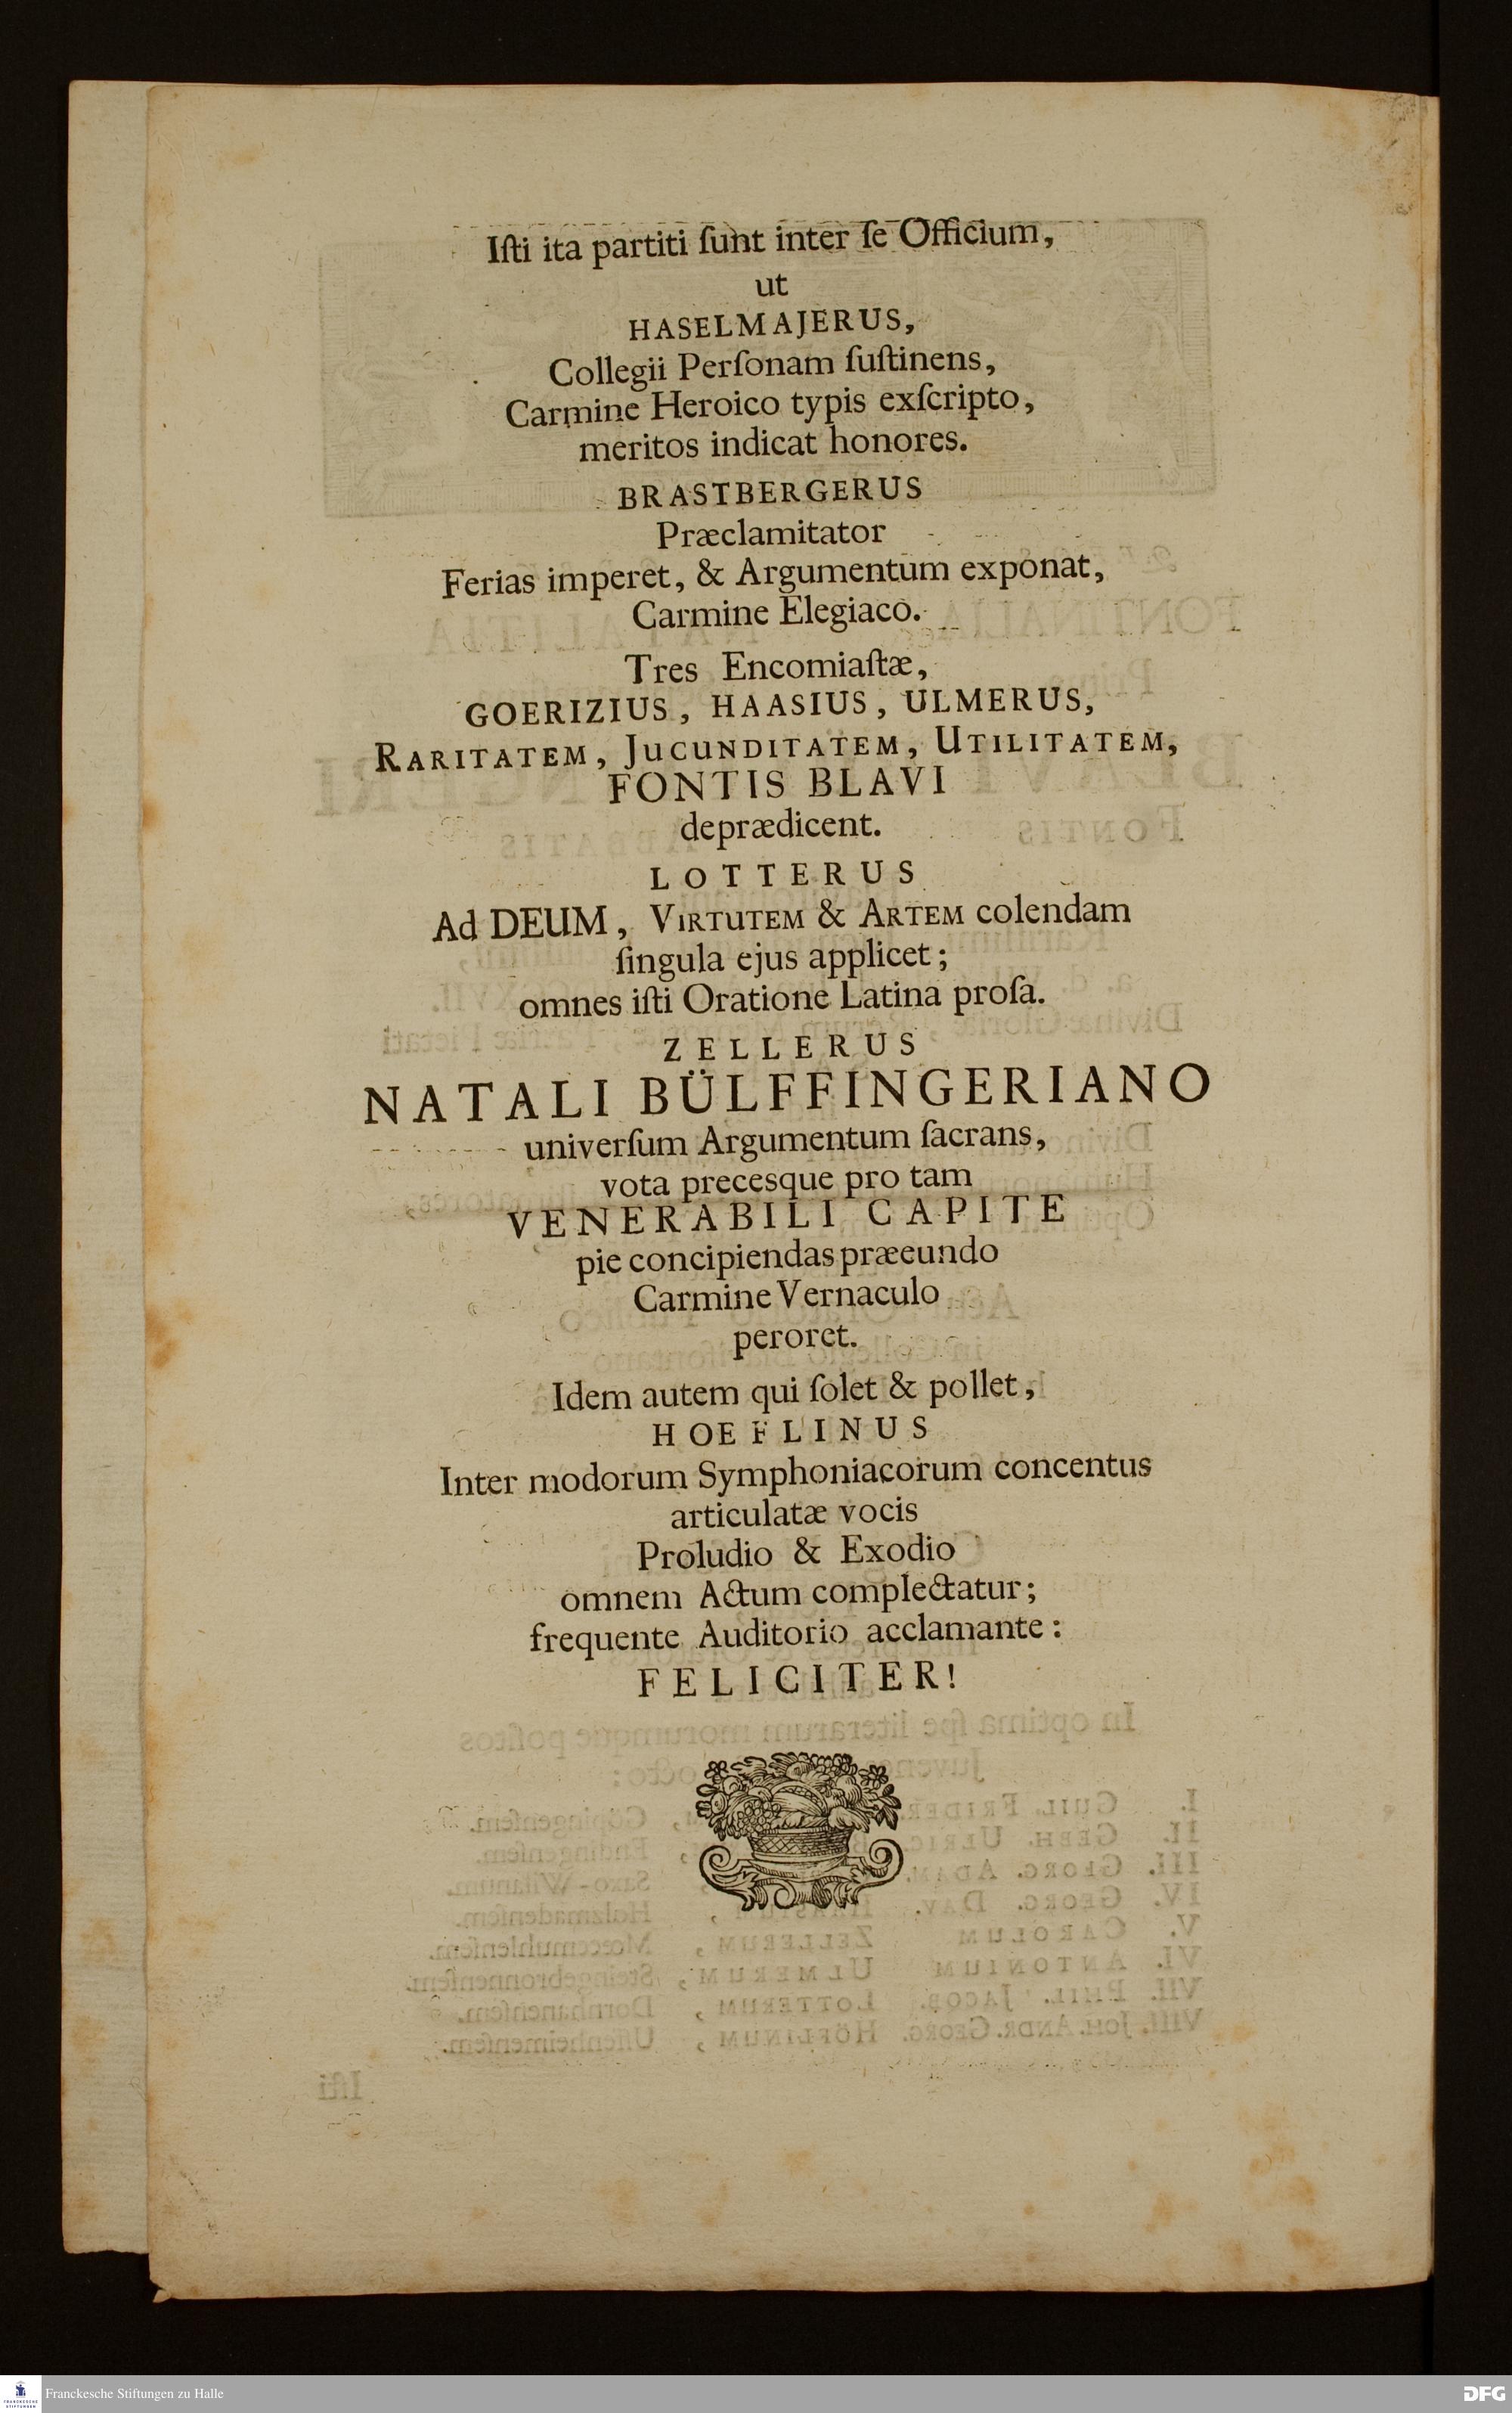 Iſti ita partiti ſunt inter ſe Officium,
ut
HASELMAJERUS,
Collegii Perſonam ſuſtinens,
Carmine Heroico typis exſcripto,
meritos indicat honores.
BRASTBERGERUS
Præclamitator
Ferias imperet, & Argumentum exponat,
Carmine Elegiaco.
Tres Encomiaſtæ,
GOERIZIUS, HAASIUS, ULMERUS,
RARITATEM, JUCUNDITATEM, UTILITATEM,
FONTIS BLAVI
deprædicent.
LOTTERUS
Ad DEUM, VIRTUTEM & ARTEM colendam
ſingula ejus applicet;
omnes iſti Oratione Latina proſa.
ZELLERUS
NATALI BÜLFFINGERIANO
univerſum Argumentum ſacrans,
vota precesque pro tam
VENERABILI CAPITE
pie concipiendas præeundo
Carmine Vernaculo
peroret.
Idem autem qui ſolet & pollet,
HOEFLINUS
Inter modorum Symphoniacorum concentus
articulatæ vocis
Proludio & Exodio
omnem Actum complectatur;
frequente Auditorio acclamante:
FELICITER!
Franckesche Stiftungen zu Halle
DFG